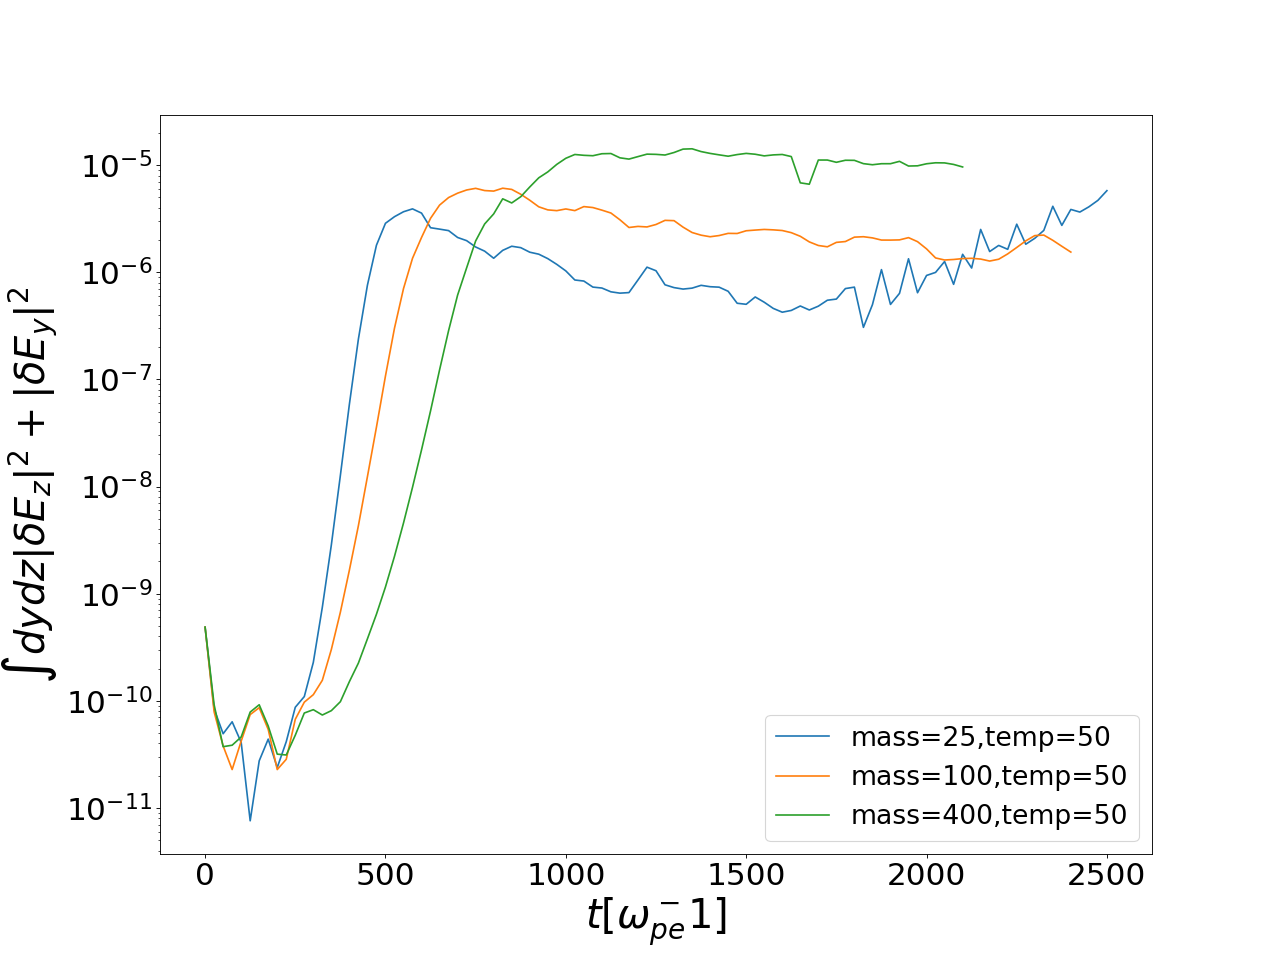 ∫dydz|δE_z|^2 + |δE_y|^2
10^−5
10^−6
10^−7
10^−8
10^−9
10^−10
10^−11
mass=25,temp=50
mass=100,temp=50
mass=400,temp=50
0 500 1000 1500 2000 2500
t[ω_pe^−1]